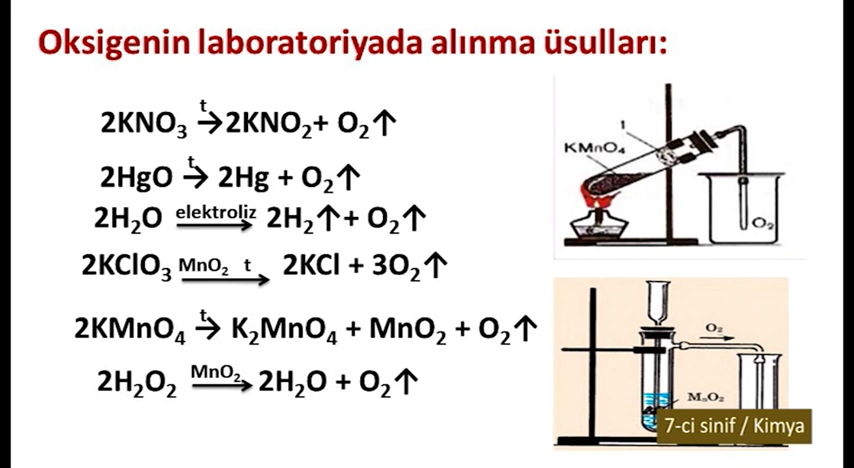 Oksigenin laboratoriyada alınma üsulları:
2KNO₃ t→ 2KNO₂+ O₂↑
2HgO t→ 2Hg + O₂↑
2H₂O elektroliz→ 2H₂↑+ O₂↑
2KClO₃ MnO₂ t→ 2KCl + 3O₂↑
2KMnO₄ t→ K₂MnO₄ + MnO₂ + O₂↑
2H₂O₂ MnO₂→ 2H₂O + O₂↑
1
KMnO₄
O₂
O₂
MnO₂
7-ci sinif / Kimya